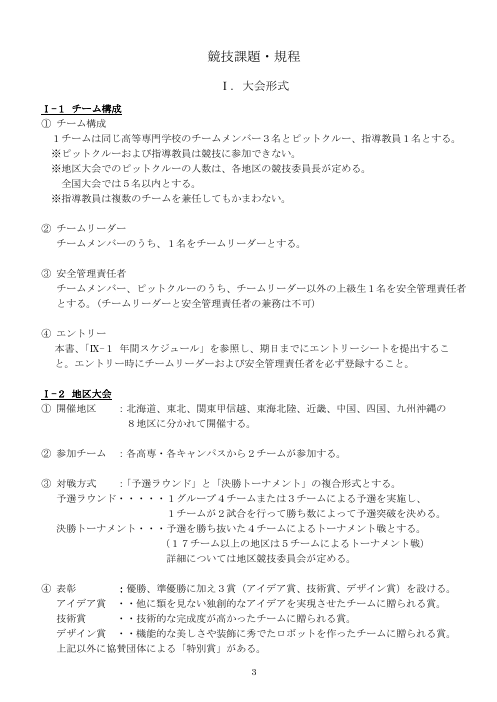 競技課題・規程
Ⅰ．大会形式
Ⅰ-1 チーム構成
① チーム構成
１チームは同じ高等専門学校のチームメンバー３名とピットクルー、指導教員１名とする。
※ピットクルーおよび指導教員は競技に参加できない。
※地区大会でのピットクルーの人数は、各地区の競技委員長が定める。
全国大会では５名以内とする。
※指導教員は複数のチームを兼任してもかまわない。
② チームリーダー
チームメンバーのうち、１名をチームリーダーとする。
③ 安全管理責任者
チームメンバー、ピットクルーのうち、チームリーダー以外の上級生１名を安全管理責任者
とする。（チームリーダーと安全管理責任者の兼務は不可）
④ エントリー
本書、「Ⅸ-１ 年間スケジュール」を参照し、期日までにエントリーシートを提出するこ
と。エントリー時にチームリーダーおよび安全管理責任者を必ず登録すること。
Ⅰ-２ 地区大会
① 開催地区 ：北海道、東北、関東甲信越、東海北陸、近畿、中国、四国、九州沖縄の
８地区に分かれて開催する。
② 参加チーム ：各高専・各キャンパスから２チームが参加する。
③ 対戦方式 ：「予選ラウンド」と「決勝トーナメント」の複合形式とする。
予選ラウンド・・・・・１グループ４チームまたは３チームによる予選を実施し、
１チームが２試合を行って勝ち数によって予選突破を決める。
決勝トーナメント・・・予選を勝ち抜いた４チームによるトーナメント戦とする。
（１７チーム以上の地区は５チームによるトーナメント戦）
詳細については地区競技委員会が定める。
④ 表彰 ：優勝、準優勝に加え３賞（アイデア賞、技術賞、デザイン賞）を設ける。
アイデア賞 ・・他に類を見ない独創的なアイデアを実現させたチームに贈られる賞。
技術賞 ・・技術的な完成度が高かったチームに贈られる賞。
デザイン賞 ・・機能的な美しさや装飾に秀でたロボットを作ったチームに贈られる賞。
上記以外に協賛団体による「特別賞」がある。
3